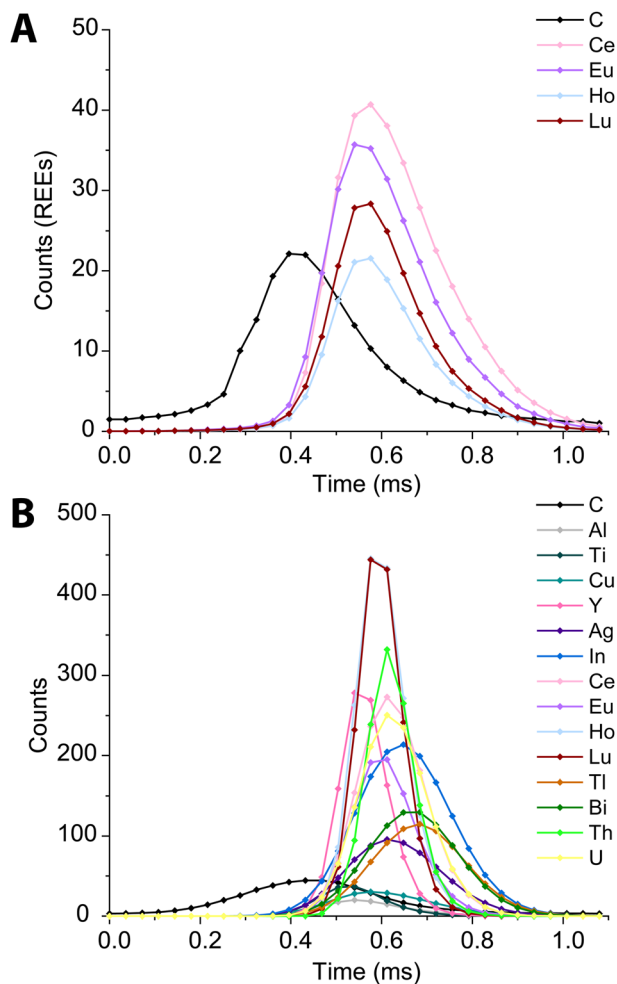 A
50
40
30
20
10
0
Counts (REEs)
C
Ce
Eu
Ho
Lu
0.0 0.2 0.4 0.6 0.8 1.0
Time (ms)
B
500
400
300
200
100
0
Counts
C
Al
Ti
Cu
Y
Ag
In
Ce
Eu
Ho
Lu
Tl
Bi
Th
U
0.0 0.2 0.4 0.6 0.8 1.0
Time (ms)